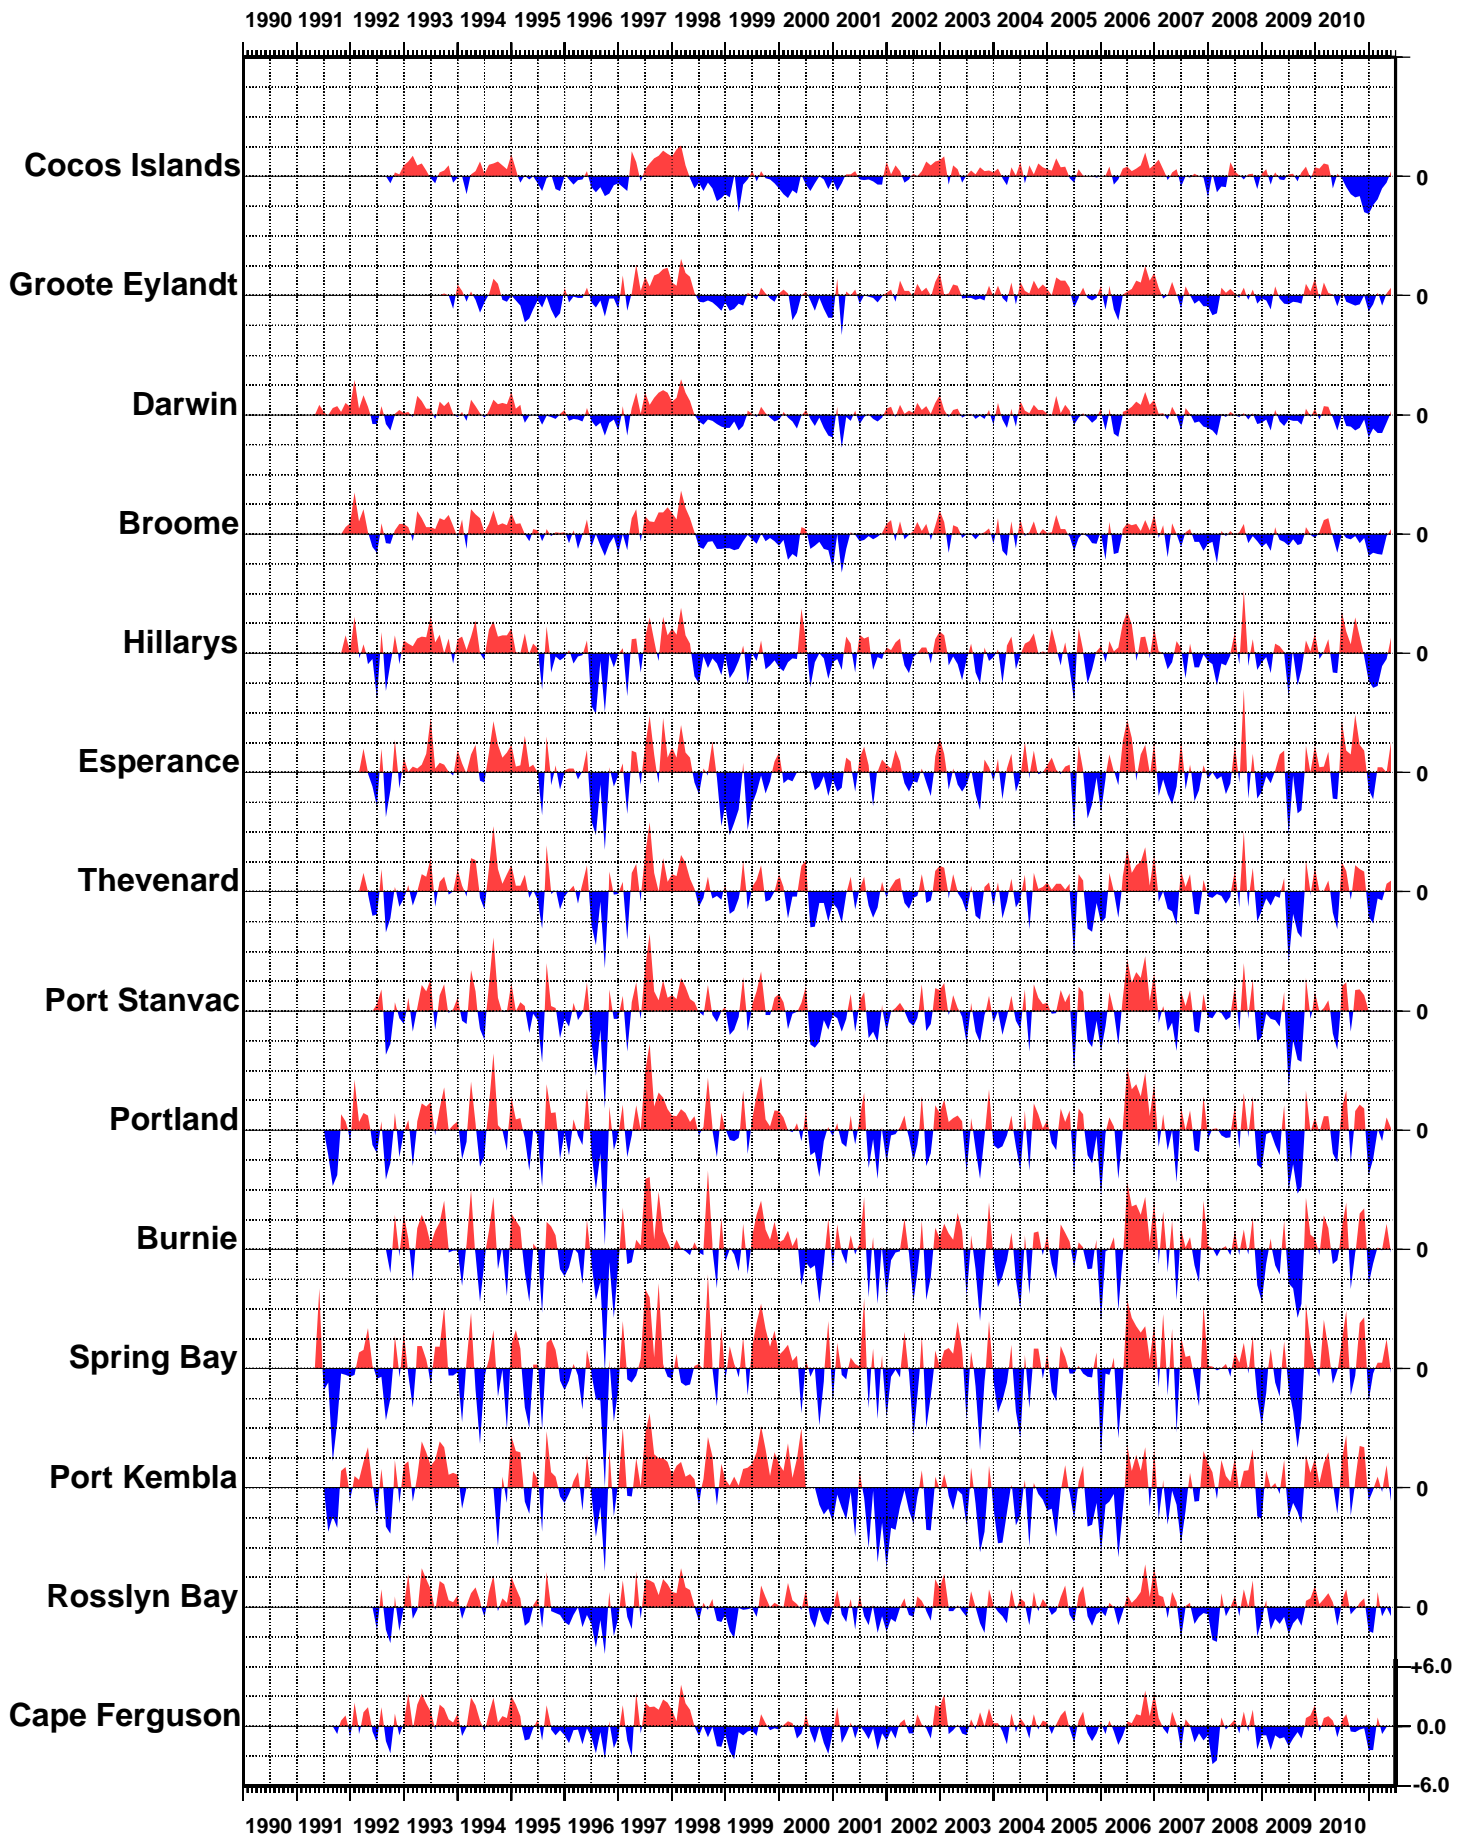 1990 1991 1992 1993 1994 1995 1996 1997 1998 1999 2000 2001 2002 2003 2004 2005 2006 2007 2008 2009 2010
Cocos Islands 0
Groote Eylandt 0
Darwin 0
Broome 0
Hillarys 0
Esperance 0
Thevenard 0
Port Stanvac 0
Portland 0
Burnie 0
Spring Bay 0
Port Kembla 0
Rosslyn Bay 0
+6.0
Cape Ferguson 0.0
-6.0
1990 1991 1992 1993 1994 1995 1996 1997 1998 1999 2000 2001 2002 2003 2004 2005 2006 2007 2008 2009 2010